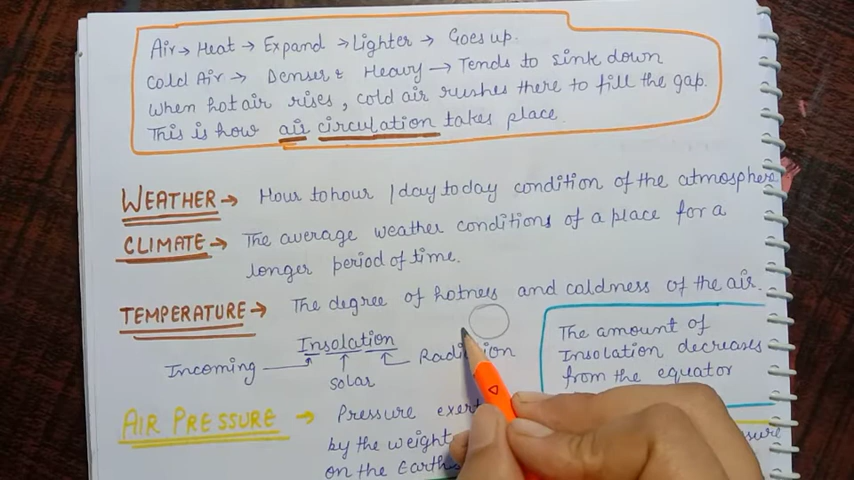 Air → Heat → Expand → Lighter → Goes up.
Cold Air → Denser & Heavy → Tends to sink down
When hot air rises, cold air rushes there to fill the gap.
This is how air circulation takes place.
WEATHER → Hour to hour / day to day condition of the atmosphere
CLIMATE → The average weather conditions of a place for a
longer period of time.
TEMPERATURE → The degree of hotness and coldness of the air.
Insolation
Incoming
solar
Radiation
The amount of
Insolation decreases
from the equator
AIR PRESSURE → Pressure
by the weight
on the Earth